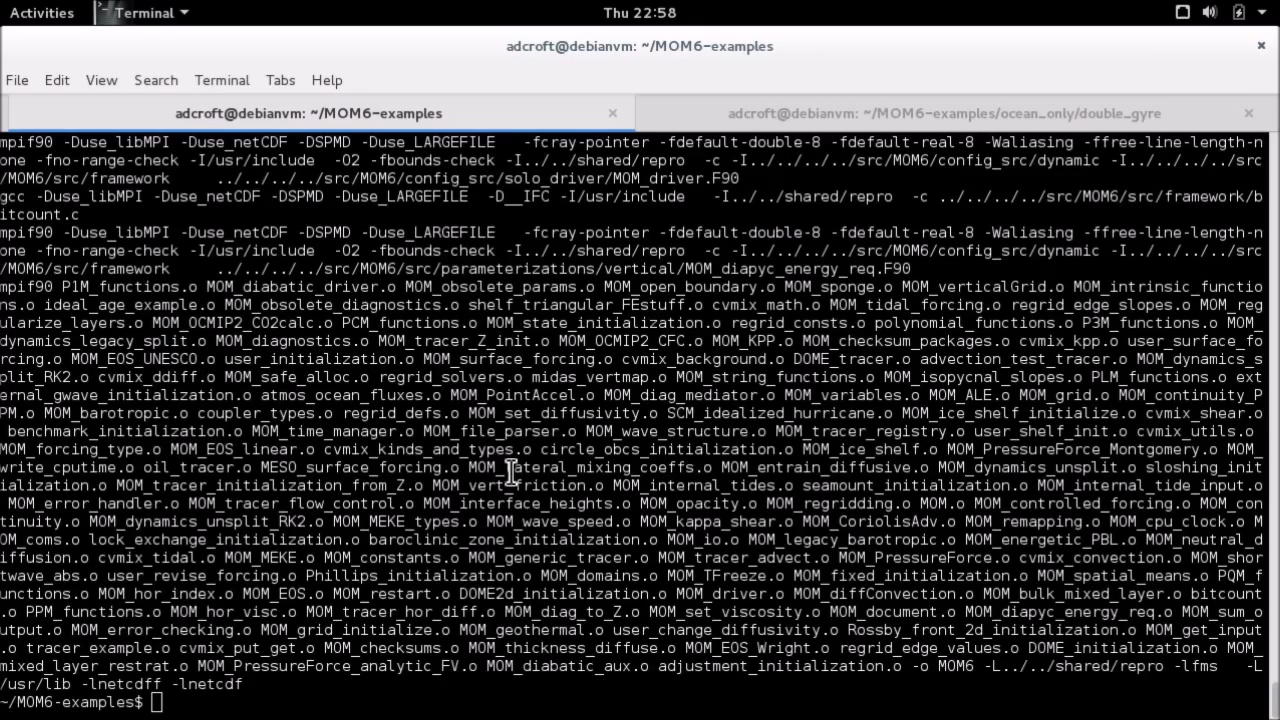 Activities Terminal Thu 22:58
adcroft@debianvm: ~/MOM6-examples
File Edit View Search Terminal Tabs Help
adcroft@debianvm: ~/MOM6-examples adcroft@debianvm: ~/MOM6-examples/ocean_only/double_gyre
mpif90 -Duse_libMPI -Duse_netCDF -DSPMD -Duse_LARGEFILE -fcray-pointer -fdefault-double-8 -fdefault-real-8 -Waliasing -ffree-line-length-n
one -fno-range-check -I/usr/include -O2 -fbounds-check -I../../shared/repro -c -I../../../src/MOM6/config_src/dynamic -I../../../src
/MOM6/src/framework ../../../src/MOM6/config_src/solo_driver/MOM_driver.F90
gcc -Duse_libMPI -Duse_netCDF -DSPMD -Duse_LARGEFILE -D__IFC -I/usr/include -I../../shared/repro -c ../../../src/MOM6/src/framework/b
itcount.c
mpif90 -Duse_libMPI -Duse_netCDF -DSPMD -Duse_LARGEFILE -fcray-pointer -fdefault-double-8 -fdefault-real-8 -Waliasing -ffree-line-length-n
one -fno-range-check -I/usr/include -O2 -fbounds-check -I../../shared/repro -c -I../../../src/MOM6/config_src/dynamic -I../../../src
/MOM6/src/framework ../../../src/MOM6/src/parameterizations/vertical/MOM_diapyc_energy_req.F90
mpif90 P1M_functions.o MOM_diabatic_driver.o MOM_obsolete_params.o MOM_open_boundary.o MOM_sponge.o MOM_verticalGrid.o MOM_intrinsic_functio
ns.o ideal_age_example.o MOM_obsolete_diagnostics.o shelf_triangular_FEstuff.o cvmix_math.o MOM_tidal_forcing.o regrid_edge_slopes.o MOM_reg
ularize_layers.o MOM_OCMIP2_CO2calc.o PCM_functions.o MOM_state_initialization.o regrid_consts.o polynomial_functions.o P3M_functions.o MOM_
dynamics_legacy_split.o MOM_diagnostics.o MOM_tracer_Z_init.o MOM_OCMIP2_CFC.o MOM_KPP.o MOM_checksum_packages.o cvmix_kpp.o user_surface_fo
rcing.o MOM_EOS_UNESCO.o user_initialization.o MOM_surface_forcing.o cvmix_background.o DOME_tracer.o advection_test_tracer.o MOM_dynamics_s
plit_RK2.o cvmix_ddiff.o MOM_safe_alloc.o regrid_solvers.o midas_vertmap.o MOM_string_functions.o MOM_isopycnal_slopes.o PLM_functions.o ext
ernal_gwave_initialization.o atmos_ocean_fluxes.o MOM_PointAccel.o MOM_diag_mediator.o MOM_variables.o MOM_ALE.o MOM_grid.o MOM_continuity_P
PM.o MOM_barotropic.o coupler_types.o regrid_defs.o MOM_set_diffusivity.o SCM_idealized_hurricane.o MOM_ice_shelf_initialize.o cvmix_shear.o
benchmark_initialization.o MOM_time_manager.o MOM_file_parser.o MOM_wave_structure.o MOM_tracer_registry.o user_shelf_init.o cvmix_utils.o
MOM_forcing_type.o MOM_EOS_linear.o cvmix_kinds_and_types.o circle_obcs_initialization.o MOM_ice_shelf.o MOM_PressureForce_Montgomery.o MOM_
write_cputime.o oil_tracer.o MESO_surface_forcing.o MOM_lateral_mixing_coeffs.o MOM_entrain_diffusive.o MOM_dynamics_unsplit.o sloshing_init
ialization.o MOM_tracer_initialization_from_Z.o MOM_vert_friction.o MOM_internal_tides.o seamount_initialization.o MOM_internal_tide_input.o
MOM_error_handler.o MOM_tracer_flow_control.o MOM_interface_heights.o MOM_opacity.o MOM_regridding.o MOM.o MOM_controlled_forcing.o MOM_con
tinuity.o MOM_dynamics_unsplit_RK2.o MOM_MEKE_types.o MOM_wave_speed.o MOM_kappa_shear.o MOM_CoriolisAdv.o MOM_remapping.o MOM_cpu_clock.o M
OM_coms.o lock_exchange_initialization.o baroclinic_zone_initialization.o MOM_io.o MOM_legacy_barotropic.o MOM_energetic_PBL.o MOM_neutral_d
iffusion.o cvmix_tidal.o MOM_MEKE.o MOM_constants.o MOM_generic_tracer.o MOM_tracer_advect.o MOM_PressureForce.o cvmix_convection.o MOM_shor
twave_abs.o user_revise_forcing.o Phillips_initialization.o MOM_domains.o MOM_TFreeze.o MOM_fixed_initialization.o MOM_spatial_means.o PQM_f
unctions.o MOM_hor_index.o MOM_EOS.o MOM_restart.o DOME2d_initialization.o MOM_driver.o MOM_diffConvection.o MOM_bulk_mixed_layer.o bitcount
.o PPM_functions.o MOM_hor_visc.o MOM_tracer_hor_diff.o MOM_diag_to_Z.o MOM_set_viscosity.o MOM_document.o MOM_diapyc_energy_req.o MOM_sum_o
utput.o MOM_error_checking.o MOM_grid_initialize.o MOM_geothermal.o user_change_diffusivity.o Rossby_front_2d_initialization.o MOM_get_input
.o tracer_example.o cvmix_put_get.o MOM_checksums.o MOM_thickness_diffuse.o MOM_EOS_Wright.o regrid_edge_values.o DOME_initialization.o MOM_
mixed_layer_restrat.o MOM_PressureForce_analytic_FV.o MOM_diabatic_aux.o adjustment_initialization.o -o MOM6 -L../../shared/repro -lfms -L
/usr/lib -lnetcdff -lnetcdf
~/MOM6-examples$